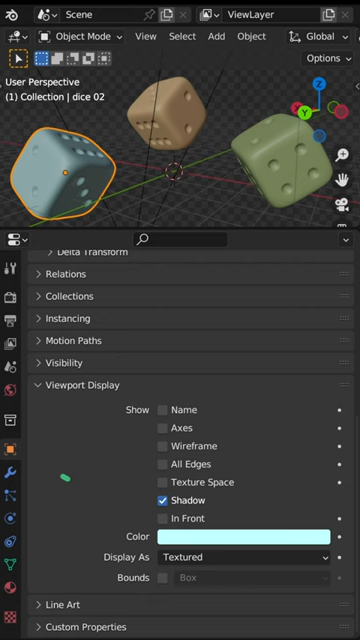 Scene
ViewLayer
Object Mode
View
Select
Add
Object
Global
Options
User Perspective
(1) Collection | dice 02
Z
Y
Delta Transform
Relations
Collections
Instancing
Motion Paths
Visibility
Viewport Display
Show
Name
Axes
Wireframe
All Edges
Texture Space
Shadow
In Front
Color
Display As
Textured
Bounds
Box
Line Art
Custom Properties